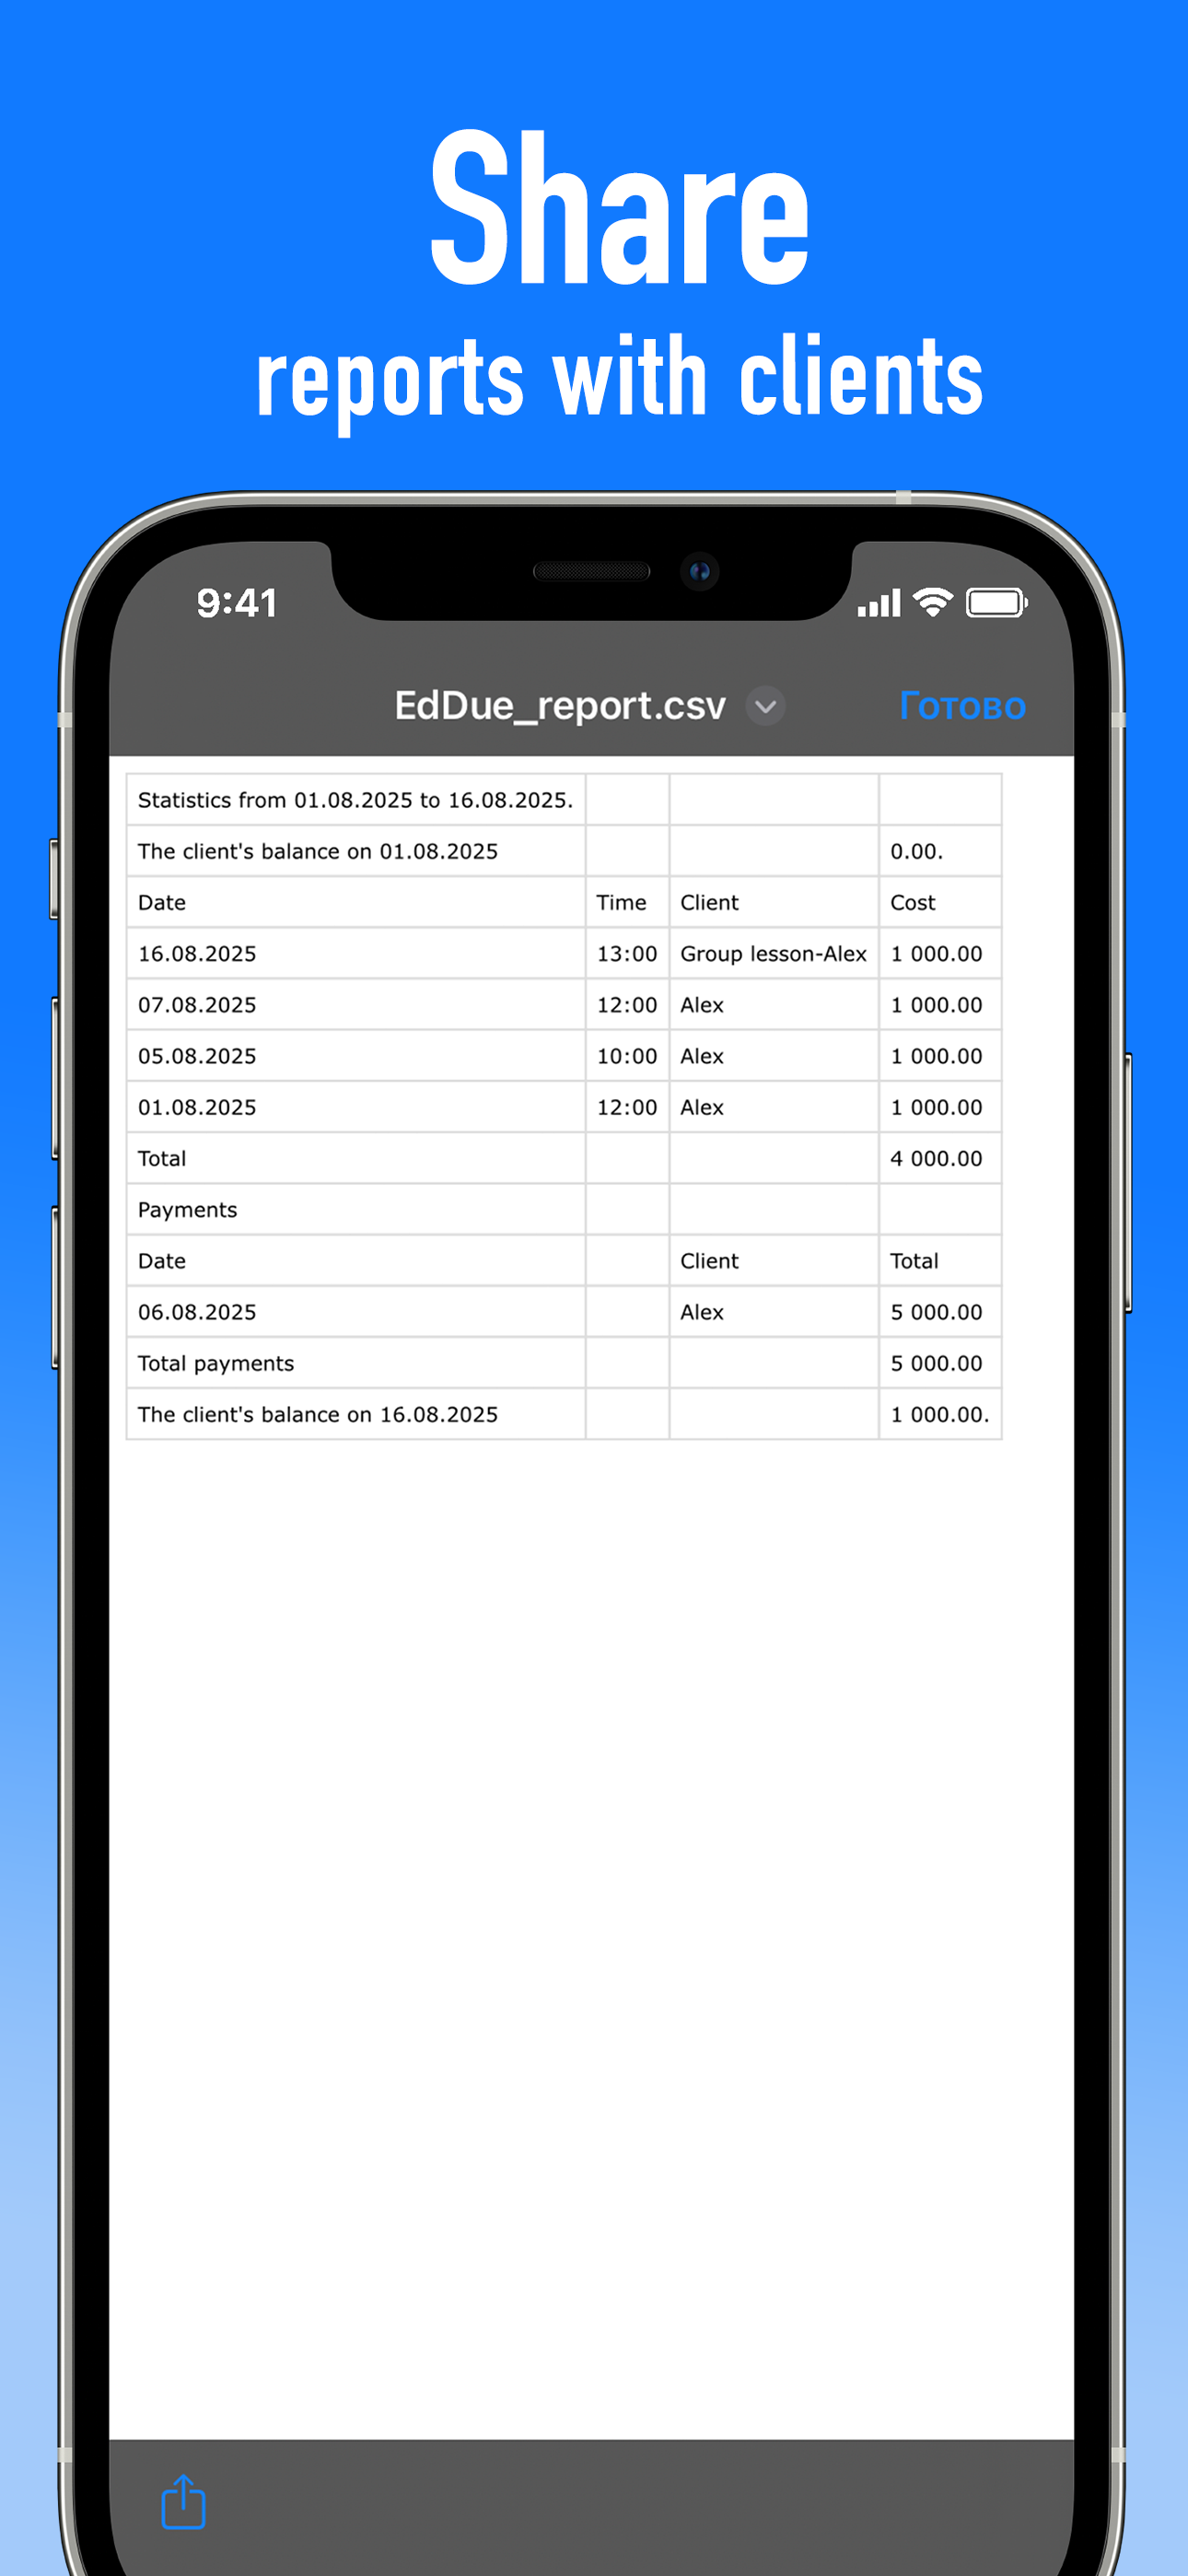 Share
reports with clients
9:41
EdDue_report.csv Готово
Statistics from 01.08.2025 to 16.08.2025.
The client's balance on 01.08.2025 0.00.
Date Time Client Cost
16.08.2025 13:00 Group lesson-Alex 1 000.00
07.08.2025 12:00 Alex 1 000.00
05.08.2025 10:00 Alex 1 000.00
01.08.2025 12:00 Alex 1 000.00
Total 4 000.00
Payments
Date Client Total
06.08.2025 Alex 5 000.00
Total payments 5 000.00
The client's balance on 16.08.2025 1 000.00.